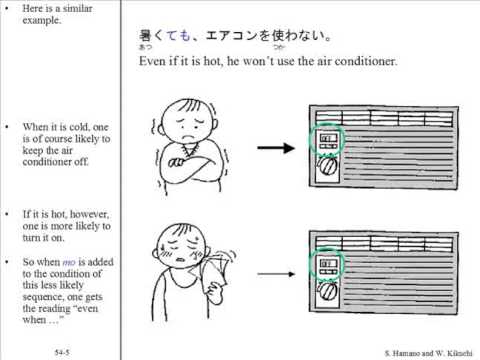 • Here is a similar
example.
暑くても、エアコンを使わない。
あつ つか
Even if it is hot, he won't use the air conditioner.
• When it is cold, one
is of course likely to
keep the air
conditioner off.
• If it is hot, however,
one is more likely to
turn it on.
• So when mo is added
to the condition of
this less likely
sequence, one gets
the reading “even
when …”
54-5
S. Hamano and W. Kikuchi